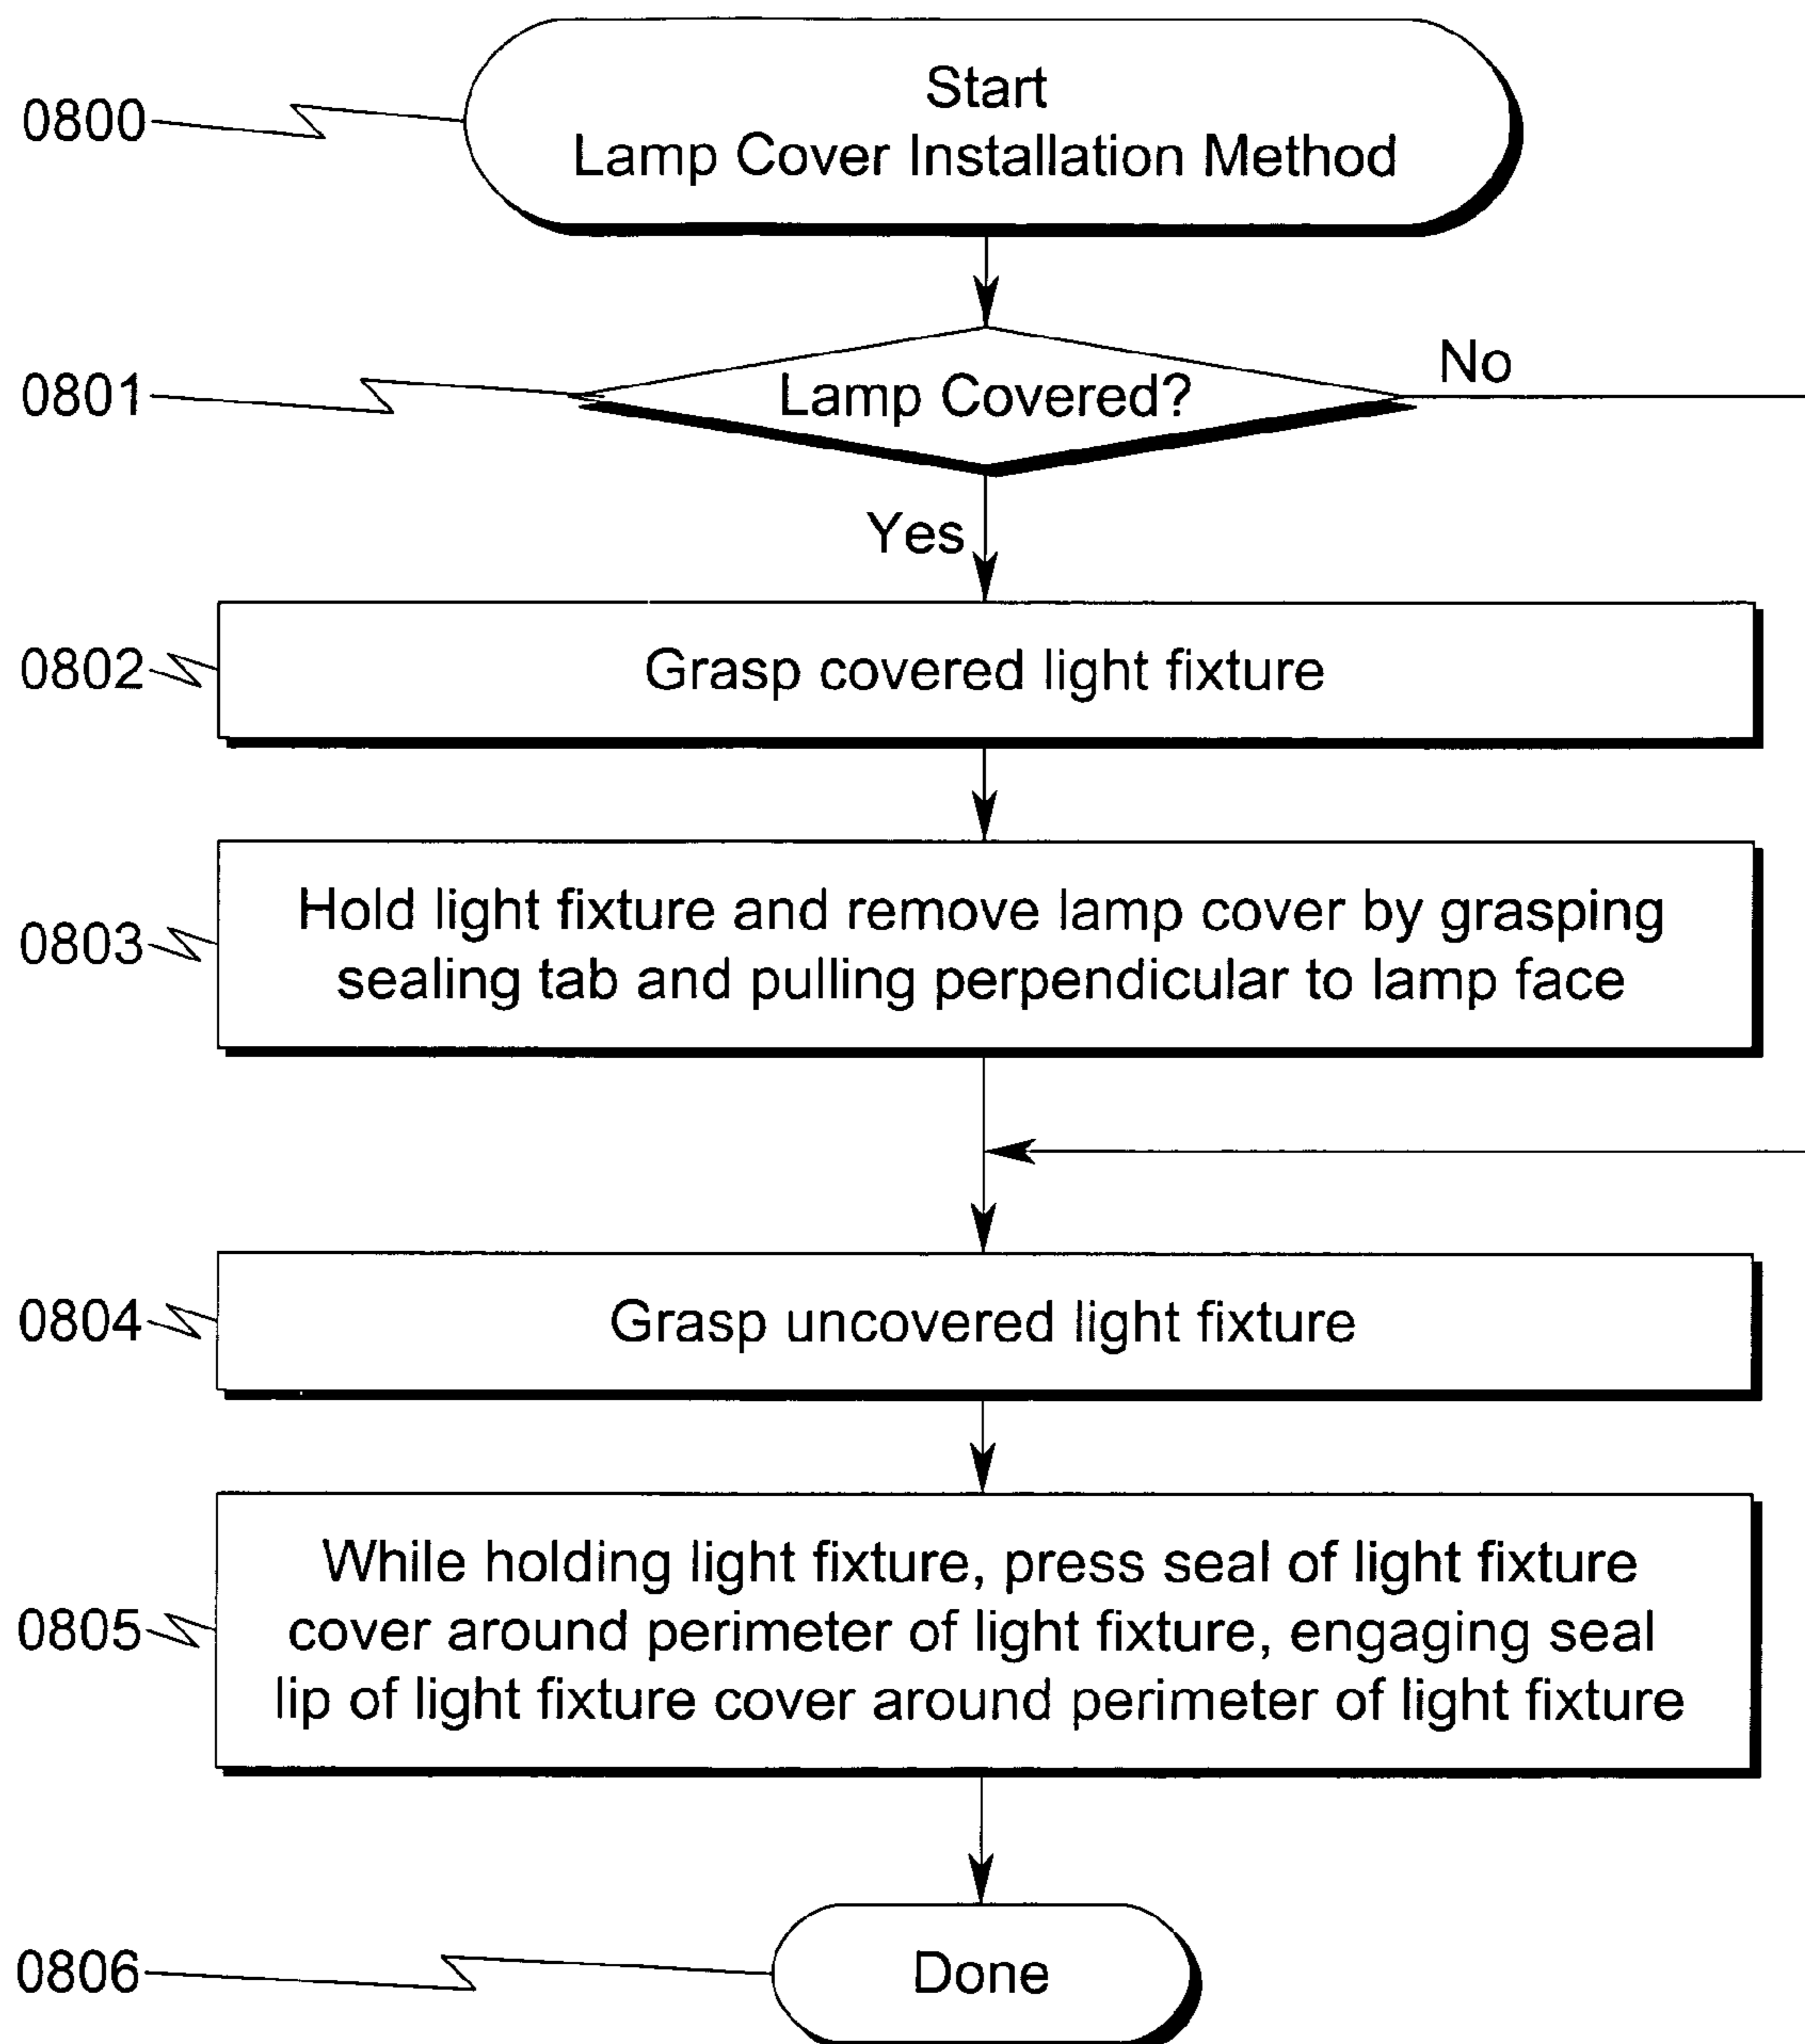 0800
Start
Lamp Cover Installation Method
0801
Lamp Covered?
No
Yes
0802
Grasp covered light fixture
0803
Hold light fixture and remove lamp cover by grasping
sealing tab and pulling perpendicular to lamp face
0804
Grasp uncovered light fixture
0805
While holding light fixture, press seal of light fixture
cover around perimeter of light fixture, engaging seal
lip of light fixture cover around perimeter of light fixture
0806
Done